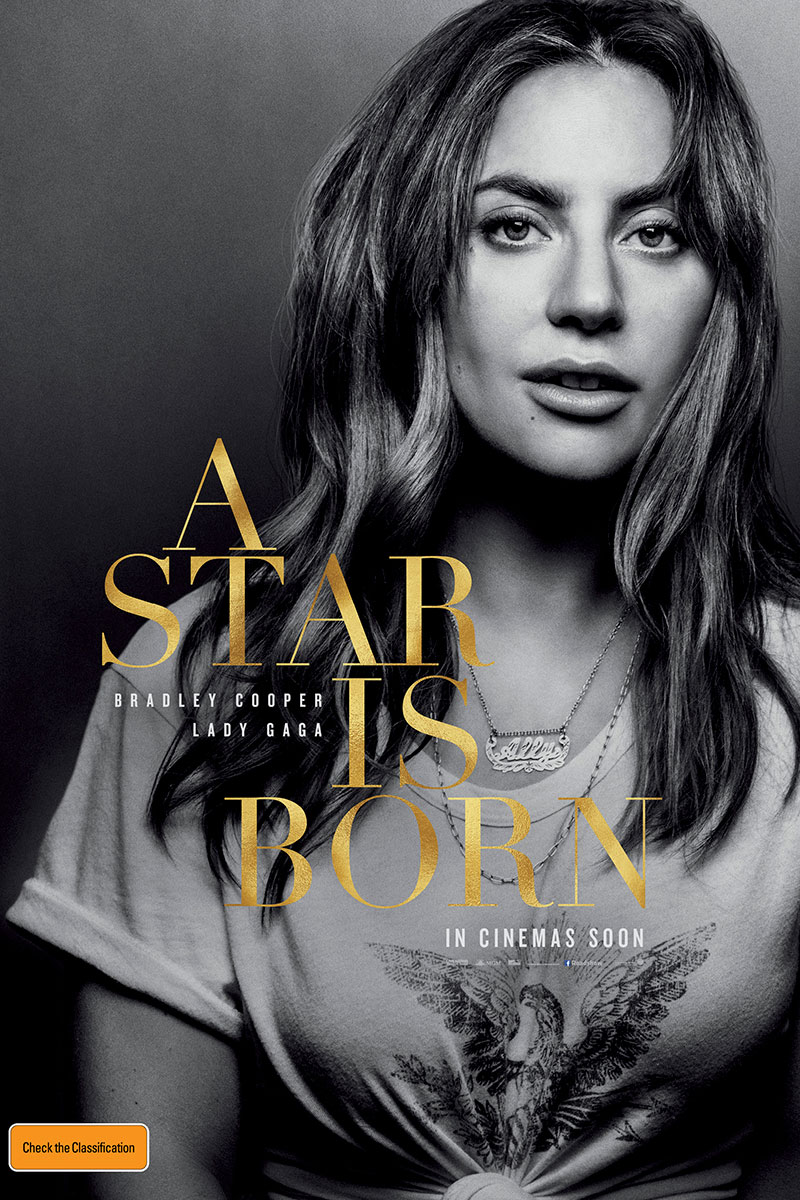 A
STAR
IS
BORN
BRADLEY COOPER
LADY GAGA
IN CINEMAS SOON
Check the Classification